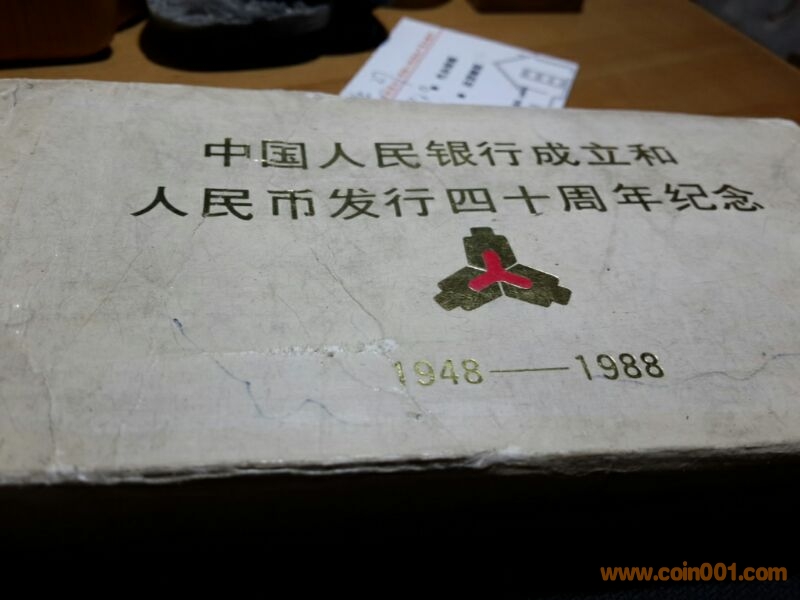 中国人民银行成立和
人民币发行四十周年纪念
1948——1988
www.coin001.com